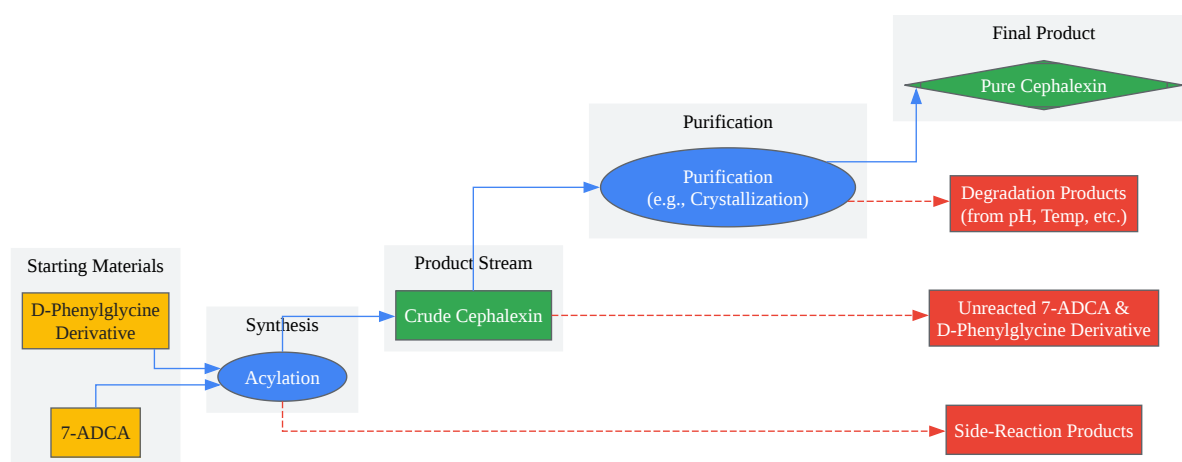 Final Product
Pure Cephalexin
Purification
Purification
(e.g., Crystallization)
Degradation Products
(from pH, Temp, etc.)
Product Stream
Crude Cephalexin
Unreacted 7-ADCA &
D-Phenylglycine Derivative
Starting Materials
D-Phenylglycine
Derivative
7-ADCA
Synthesis
Acylation
Side-Reaction Products